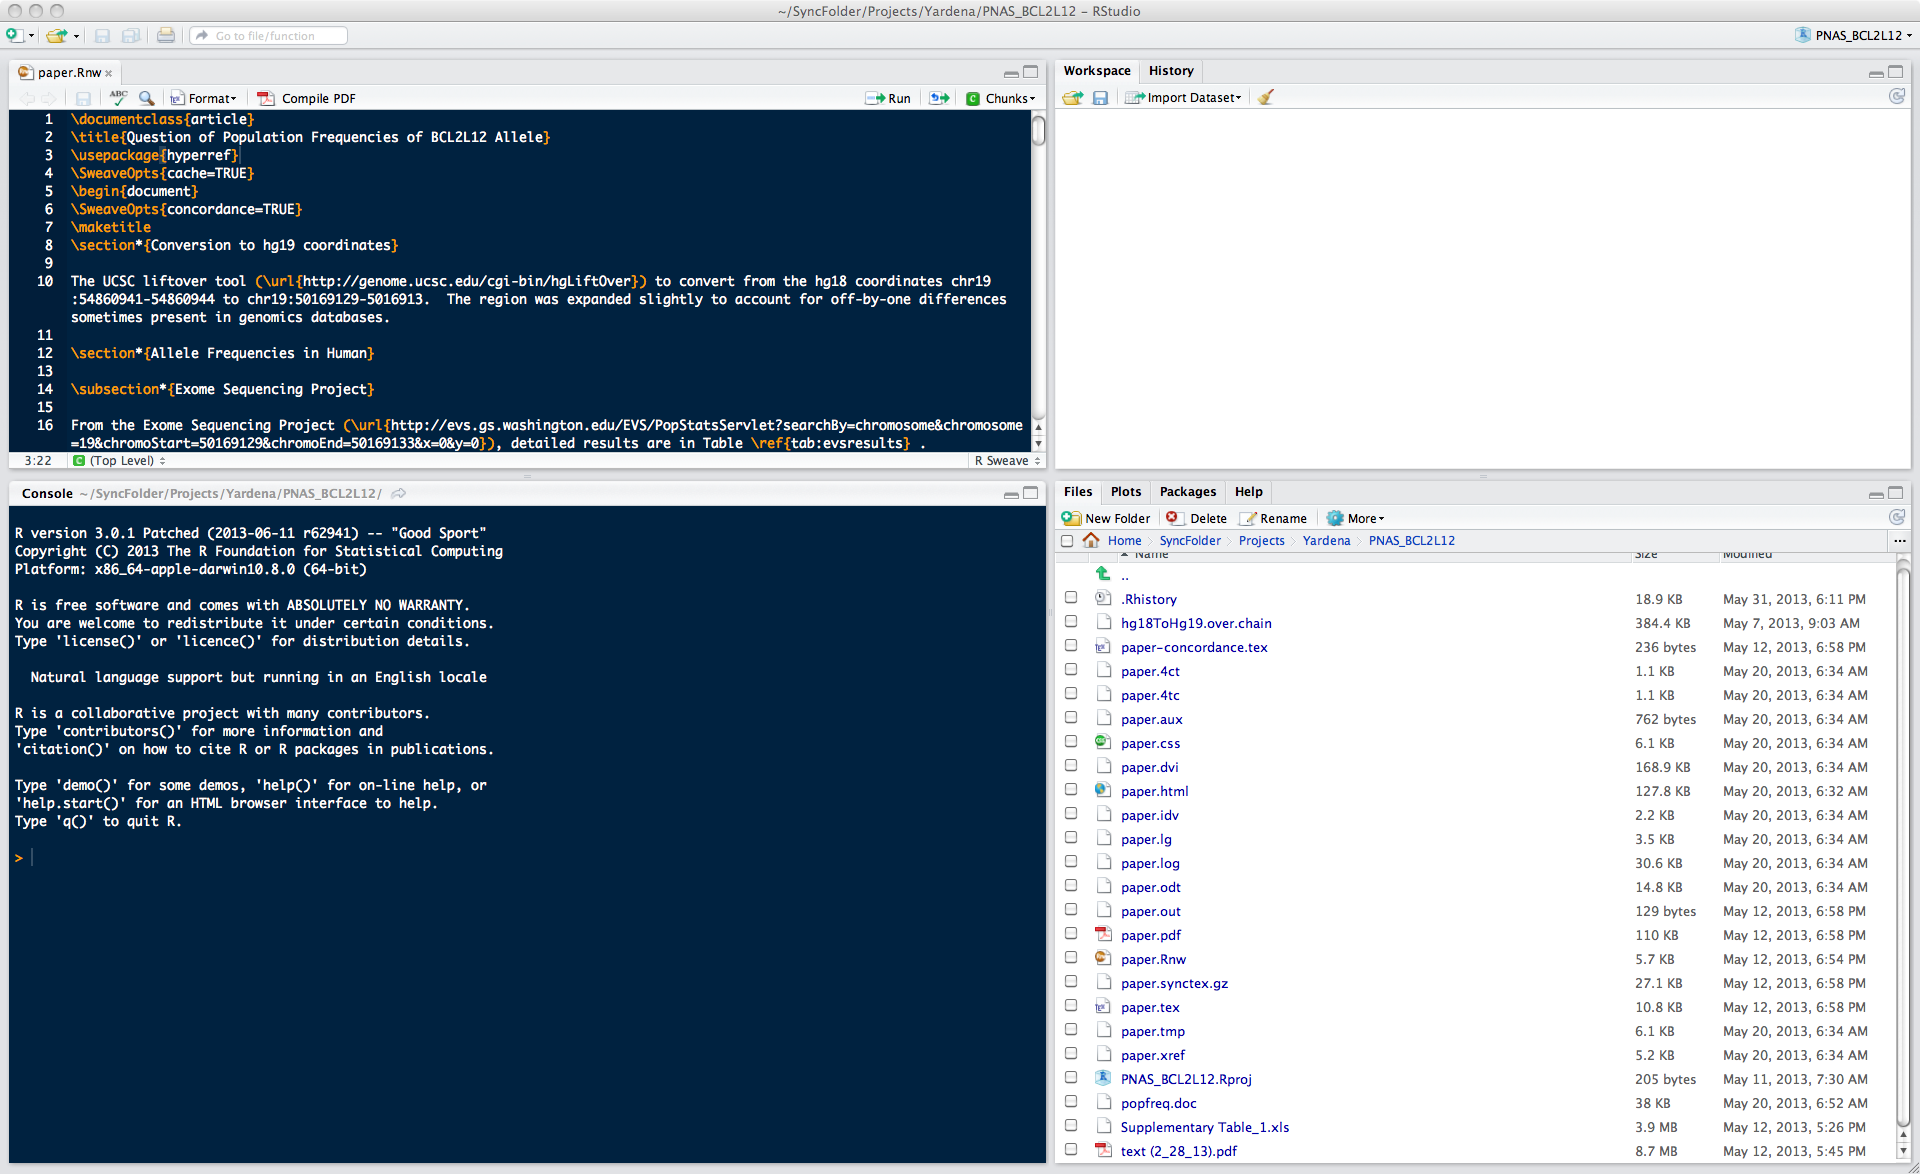 ~/SyncFolder/Projects/Yardena/PNAS_BCL2L12 - RStudio
Go to file/function
PNAS_BCL2L12
paper.Rnw
ABC
Format
Compile PDF
Run
Chunks
1 \documentclass{article}
2 \title{Question of Population Frequencies of BCL2L12 Allele}
3 \usepackage{hyperref}
4 \SweaveOpts{cache=TRUE}
5 \begin{document}
6 \SweaveOpts{concordance=TRUE}
7 \maketitle
8 \section*{Conversion to hg19 coordinates}
9
10 The UCSC liftover tool (\url{http://genome.ucsc.edu/cgi-bin/hgLiftOver}) to convert from the hg18 coordinates chr19
:54860941-54860944 to chr19:50169129-5016913.  The region was expanded slightly to account for off-by-one differences
sometimes present in genomics databases.
11
12 \section*{Allele Frequencies in Human}
13
14 \subsection*{Exome Sequencing Project}
15
16 From the Exome Sequencing Project (\url{http://evs.gs.washington.edu/EVS/PopStatsServlet?searchBy=chromosome&chromosome
=19&chromoStart=50169129&chromoEnd=50169133&x=0&y=0}), detailed results are in Table \ref{tab:evsresults} .
3:22 C (Top Level) R Sweave
Console ~/SyncFolder/Projects/Yardena/PNAS_BCL2L12/
R version 3.0.1 Patched (2013-06-11 r62941) -- "Good Sport"
Copyright (C) 2013 The R Foundation for Statistical Computing
Platform: x86_64-apple-darwin10.8.0 (64-bit)
R is free software and comes with ABSOLUTELY NO WARRANTY.
You are welcome to redistribute it under certain conditions.
Type 'license()' or 'licence()' for distribution details.
Natural language support but running in an English locale
R is a collaborative project with many contributors.
Type 'contributors()' for more information and
'citation()' on how to cite R or R packages in publications.
Type 'demo()' for some demos, 'help()' for on-line help, or
'help.start()' for an HTML browser interface to help.
Type 'q()' to quit R.
>
Workspace History
Import Dataset
Files Plots Packages Help
New Folder Delete Rename More
Home SyncFolder Projects Yardena PNAS_BCL2L12 ...
Name Size Modified
..
.Rhistory 18.9 KB May 31, 2013, 6:11 PM
hg18ToHg19.over.chain 384.4 KB May 7, 2013, 9:03 AM
paper-concordance.tex 236 bytes May 12, 2013, 6:58 PM
paper.4ct 1.1 KB May 20, 2013, 6:34 AM
paper.4tc 1.1 KB May 20, 2013, 6:34 AM
paper.aux 762 bytes May 20, 2013, 6:34 AM
paper.css 6.1 KB May 20, 2013, 6:34 AM
paper.dvi 168.9 KB May 20, 2013, 6:34 AM
paper.html 127.8 KB May 20, 2013, 6:32 AM
paper.idv 2.2 KB May 20, 2013, 6:34 AM
paper.lg 3.5 KB May 20, 2013, 6:34 AM
paper.log 30.6 KB May 20, 2013, 6:34 AM
paper.odt 14.8 KB May 20, 2013, 6:34 AM
paper.out 129 bytes May 12, 2013, 6:58 PM
paper.pdf 110 KB May 12, 2013, 6:58 PM
paper.Rnw 5.7 KB May 12, 2013, 6:54 PM
paper.synctex.gz 27.1 KB May 12, 2013, 6:58 PM
paper.tex 10.8 KB May 12, 2013, 6:58 PM
paper.tmp 6.1 KB May 20, 2013, 6:34 AM
paper.xref 5.2 KB May 20, 2013, 6:34 AM
PNAS_BCL2L12.Rproj 205 bytes May 11, 2013, 7:30 AM
popfreq.doc 38 KB May 20, 2013, 6:52 AM
Supplementary Table_1.xls 3.9 MB May 12, 2013, 5:26 PM
text (2_28_13).pdf 8.7 MB May 12, 2013, 5:45 PM